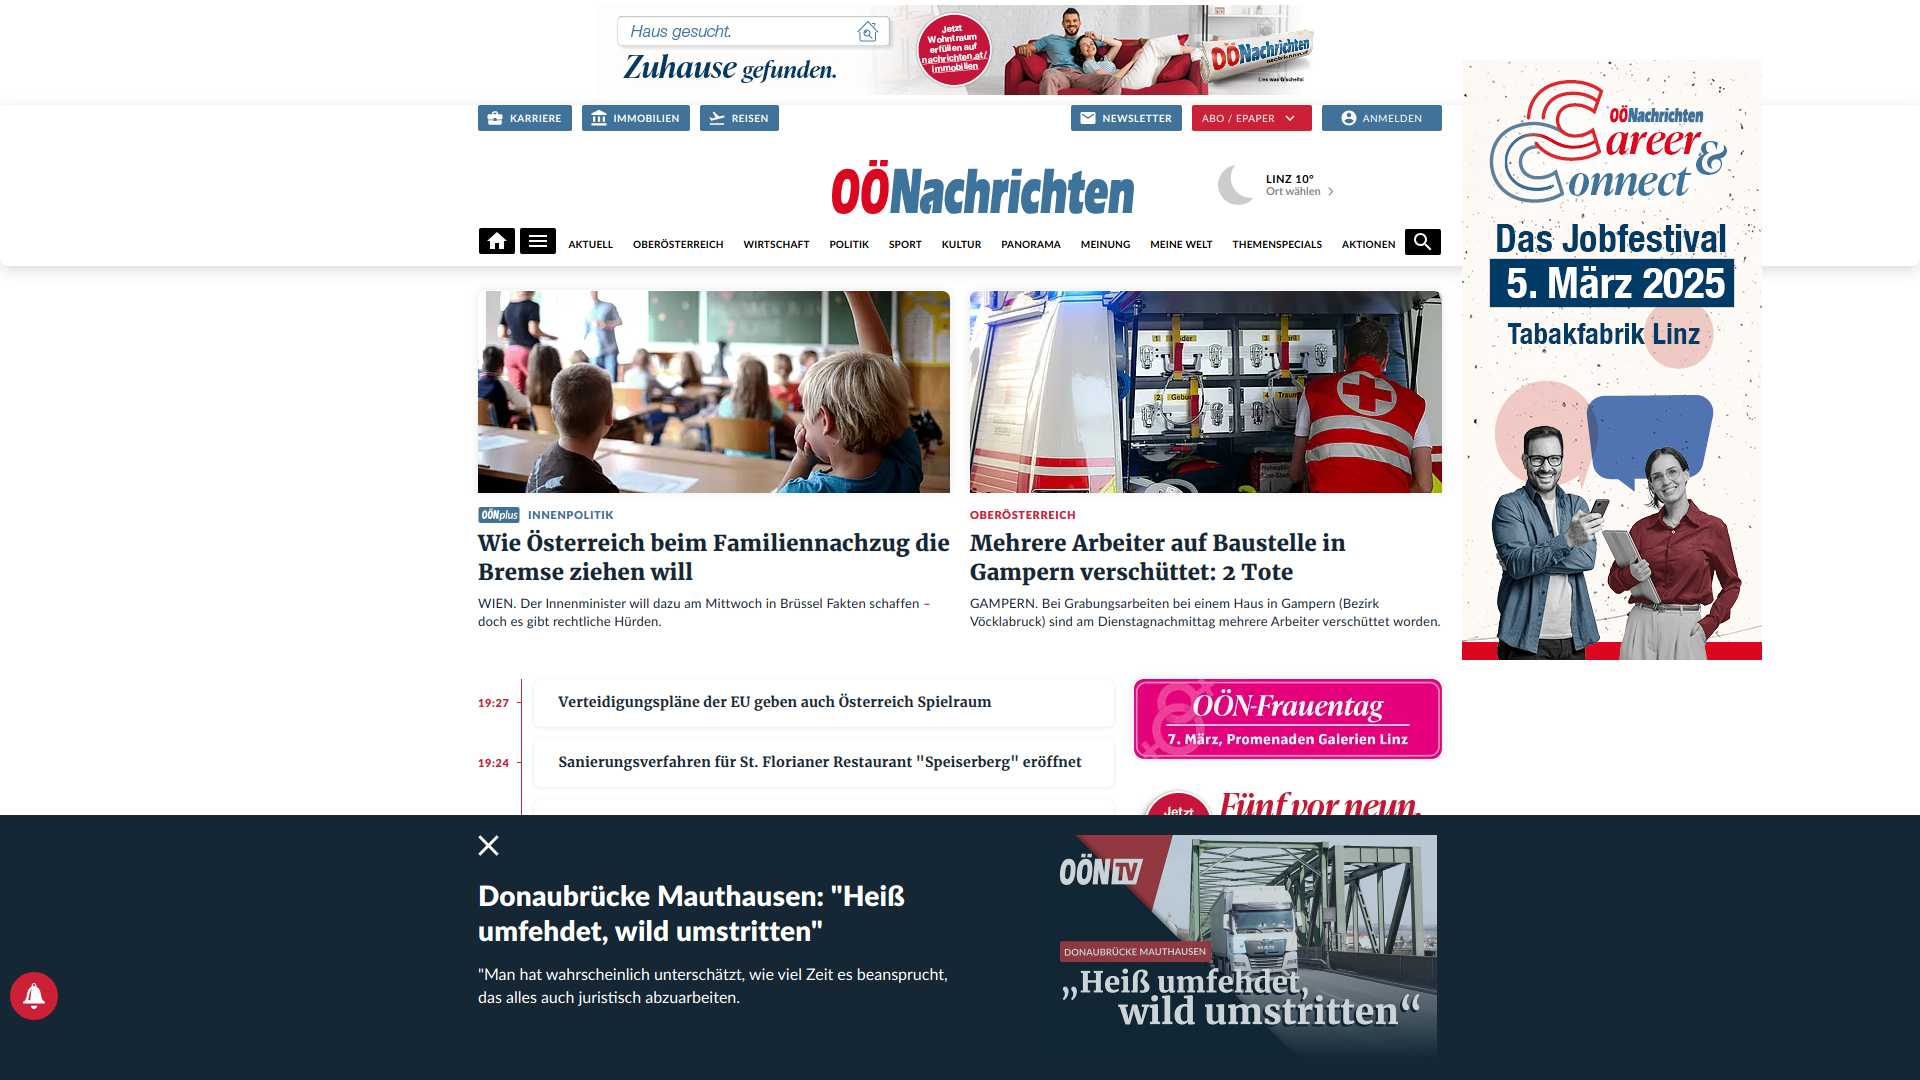 Haus gesucht.
Zuhause gefunden.
Jetzt
Wohntraum
erfüllen auf
nachrichten.at/
immobilien
OÖNachrichten
Lies was G'scheits!
KARRIERE
IMMOBILIEN
REISEN
NEWSLETTER
ABO / EPAPER
ANMELDEN
OÖNachrichten
LINZ 10°
Ort wählen
AKTUELL
OBERÖSTERREICH
WIRTSCHAFT
POLITIK
SPORT
KULTUR
PANORAMA
MEINUNG
MEINE WELT
THEMENSPECIALS
AKTIONEN
OÖNachrichten
Career &
Connect
Das Jobfestival
5. März 2025
Tabakfabrik Linz
OÖNplus INNENPOLITIK
Wie Österreich beim Familiennachzug die
Bremse ziehen will
WIEN. Der Innenminister will dazu am Mittwoch in Brüssel Fakten schaffen –
doch es gibt rechtliche Hürden.
OBERÖSTERREICH
Mehrere Arbeiter auf Baustelle in
Gampern verschüttet: 2 Tote
GAMPERN. Bei Grabungsarbeiten bei einem Haus in Gampern (Bezirk
Vöcklabruck) sind am Dienstagnachmittag mehrere Arbeiter verschüttet worden.
19:27
Verteidigungspläne der EU geben auch Österreich Spielraum
19:24
Sanierungsverfahren für St. Florianer Restaurant "Speiserberg" eröffnet
OÖN-Frauentag
7. März, Promenaden Galerien Linz
Jetzt
Fünf vor neun.
Donaubrücke Mauthausen: "Heiß
umfehdet, wild umstritten"
"Man hat wahrscheinlich unterschätzt, wie viel Zeit es beansprucht,
das alles auch juristisch abzuarbeiten.
OÖN TV
DONAUBRÜCKE MAUTHAUSEN
„Heiß umfehdet,
wild umstritten“